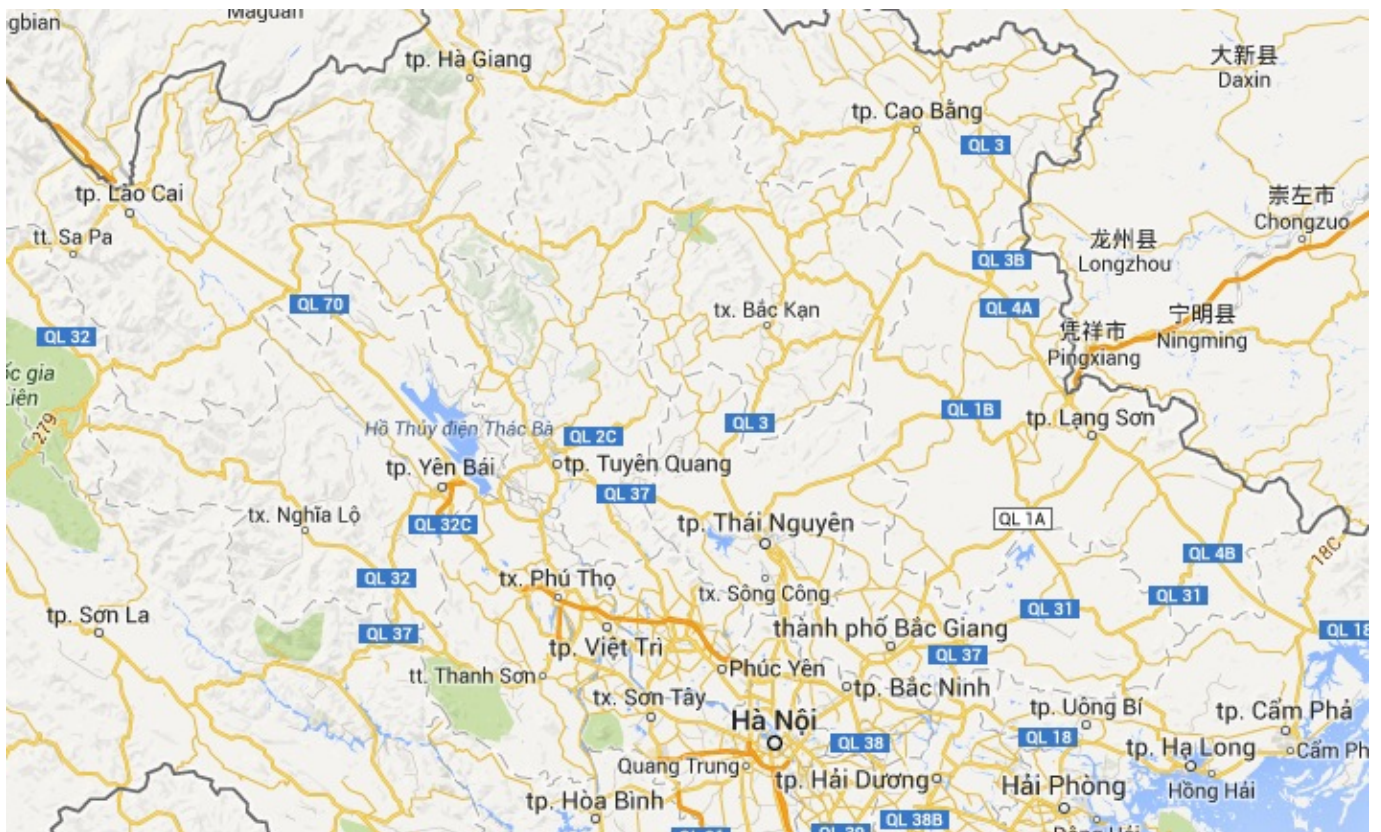 gbian
Maguan
tp. Hà Giang
大新县
Daxin
tp. Cao Bằng
QL 3
tp. Lào Cai
崇左市
Chongzuo
tt. Sa Pa
龙州县
Longzhou
QL 3B
QL 70
tx. Bắc Kạn
QL 4A
宁明县
Ningming
凭祥市
Pingxiang
QL 32
ốc gia
Liên
279
QL 1B
tp. Lạng Sơn
QL 3
Hồ Thủy điện Thác Bà
QL 2C
tp. Yên Bái
tp. Tuyên Quang
QL 37
tx. Nghĩa Lộ
QL 32C
tp. Thái Nguyên
QL 1A
QL 4B
18C
QL 32
tx. Phú Thọ
tx. Sông Công
QL 31
QL 31
tp. Sơn La
QL 37
tp. Việt Trì
thành phố Bắc Giang
QL 18
QL 37
tt. Thanh Sơn
Phúc Yên
tx. Sơn Tây
tp. Bắc Ninh
tp. Uông Bí
tp. Cẩm Phả
Hà Nội
QL 38
QL 18
tp. Hạ Long
Cẩm Ph
Quang Trung
tp. Hải Dương
Hải Phòng
Hồng Hải
tp. Hòa Bình
QL 38B